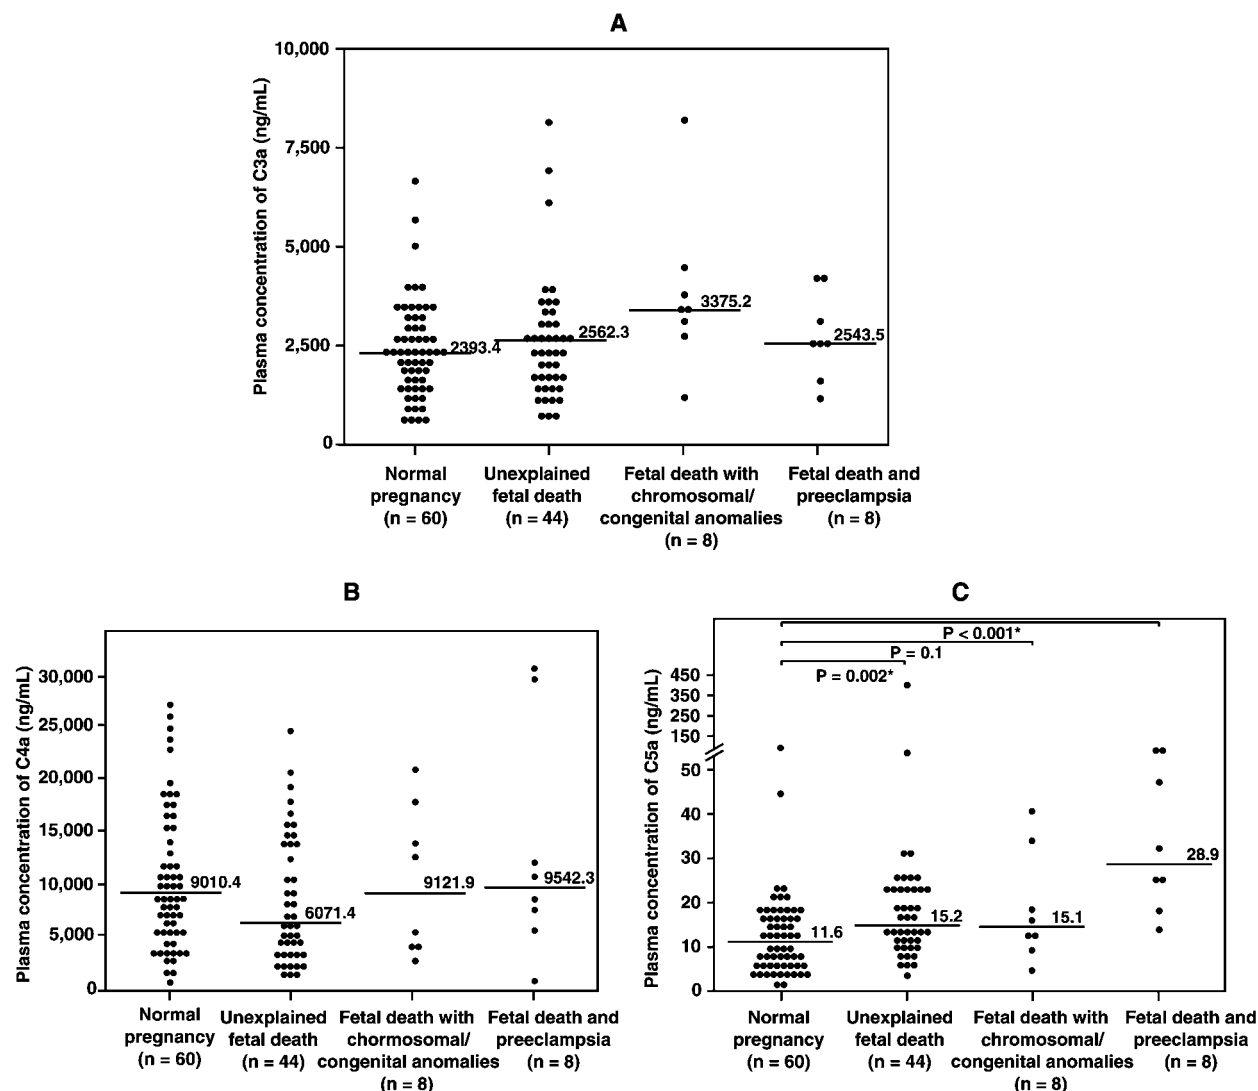 A
Plasma concentration of C3a (ng/mL)
10,000
7,500
5,000
2,500
0
2393.4
2562.3
3375.2
2543.5
Normal
pregnancy
(n = 60)
Unexplained
fetal death
(n = 44)
Fetal death with
chromosomal/
congenital anomalies
(n = 8)
Fetal death and
preeclampsia
(n = 8)
B
Plasma concentration of C4a (ng/mL)
30,000
25,000
20,000
15,000
10,000
5,000
0
9010.4
6071.4
9121.9
9542.3
Normal
pregnancy
(n = 60)
Unexplained
fetal death
(n = 44)
Fetal death with
chormosomal/
congenital anomalies
(n = 8)
Fetal death and
preeclampsia
(n = 8)
C
Plasma concentration of C5a (ng/mL)
P < 0.001*
P = 0.1
P = 0.002*
450
350
250
150
50
40
30
20
10
0
11.6
15.2
15.1
28.9
Normal
pregnancy
(n = 60)
Unexplained
fetal death
(n = 44)
Fetal death with
chromosomal/
congenital anomalies
(n = 8)
Fetal death and
preeclampsia
(n = 8)